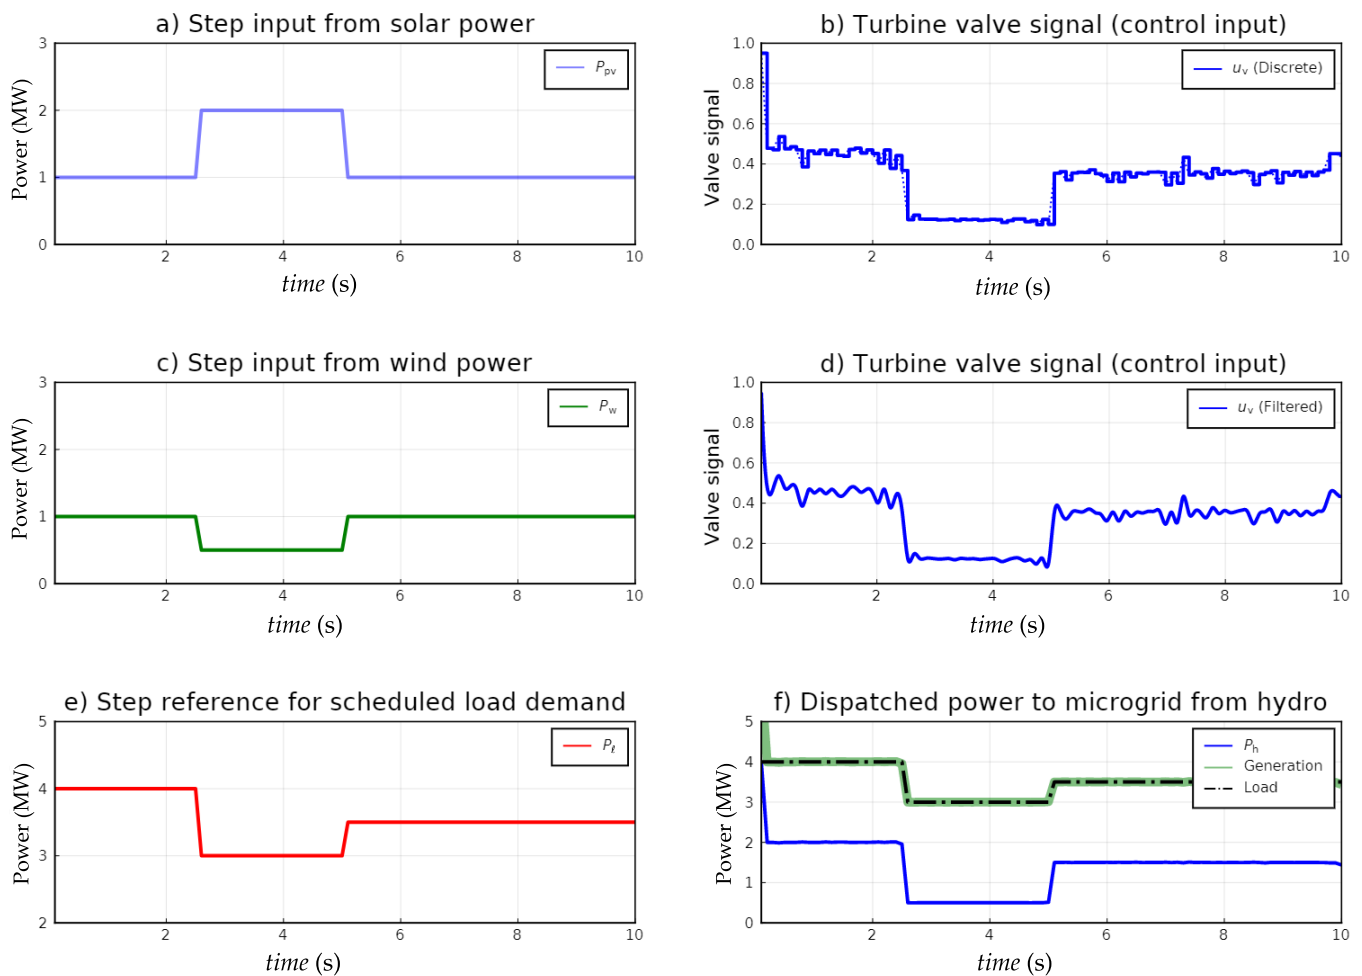 a) Step input from solar power
3
2
1
0
Power (MW)
P_pv
2 4 6 8 10
time (s)
b) Turbine valve signal (control input)
1.0
0.8
0.6
0.4
0.2
0.0
Valve signal
u_v (Discrete)
2 4 6 8 10
time (s)
c) Step input from wind power
3
2
1
0
Power (MW)
P_w
2 4 6 8 10
time (s)
d) Turbine valve signal (control input)
1.0
0.8
0.6
0.4
0.2
0.0
Valve signal
u_v (Filtered)
2 4 6 8 10
time (s)
e) Step reference for scheduled load demand
5
4
3
2
Power (MW)
P_ℓ
2 4 6 8 10
time (s)
f) Dispatched power to microgrid from hydro
5
4
3
2
1
0
Power (MW)
P_h
Generation
Load
2 4 6 8 10
time (s)